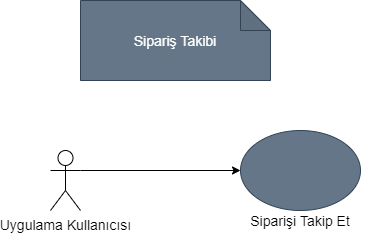 Sipariş Takibi
Uygulama Kullanıcısı
Siparişi Takip Et